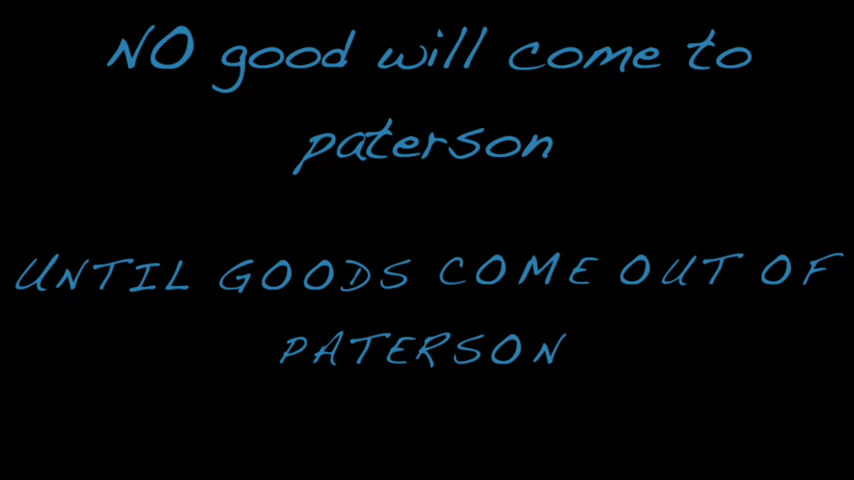 NO good will come to
paterson
UNTIL GOODS COME OUT OF
PATERSON